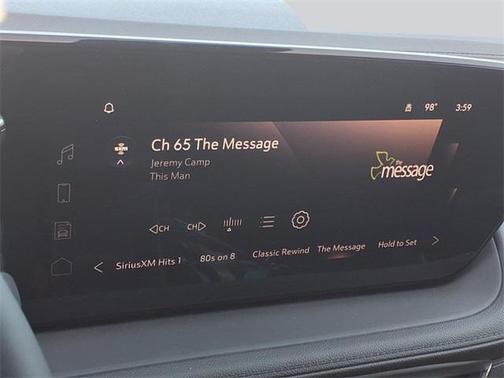 98° 3:59
SXM
Ch 65 The Message
Jeremy Camp
This Man
the message
CH CH
SiriusXM Hits 1 80s on 8 Classic Rewind The Message Hold to Set